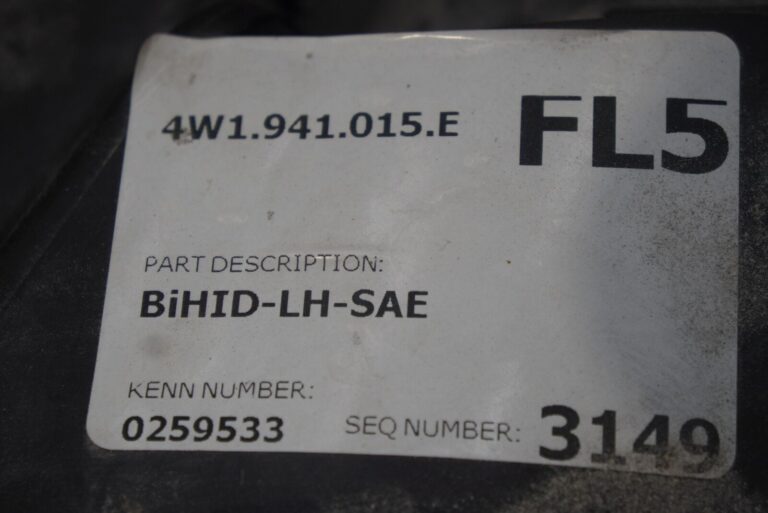 4W1.941.015.E FL5
PART DESCRIPTION:
BiHID-LH-SAE
KENN NUMBER:
0259533 SEQ NUMBER: 3149